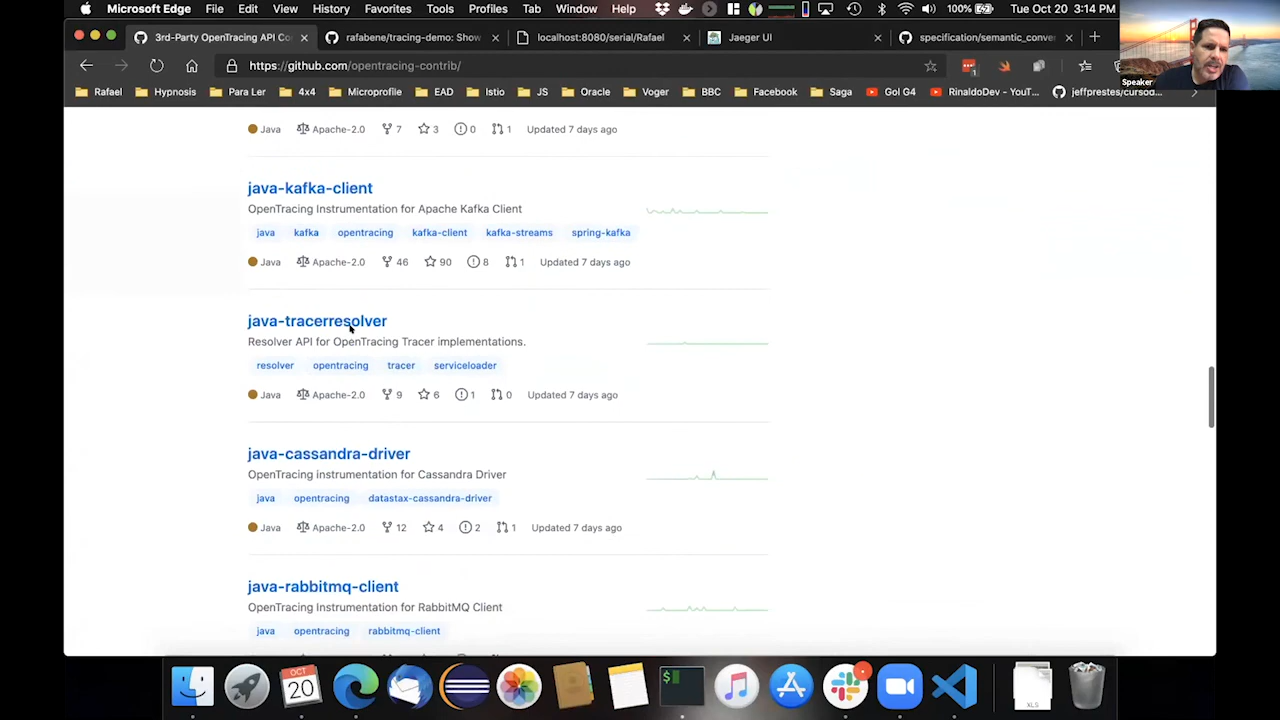 Microsoft Edge File Edit View History Favorites Tools Profiles Tab Window Help 100% Tue Oct 20 3:14 PM
3rd-Party OpenTracing API Co rafabene/tracing-demo: Show localhost:8080/serial/Rafael Jaeger UI specification/semantic_conver
https://github.com/opentracing-contrib/
1
Speaker
Rafael Hypnosis Para Ler 4x4 Microprofile EAD Istio JS Oracle Voger BBC Facebook Saga Gol G4 RinaldoDev - YouT... jeffprestes/cursod...
Java Apache-2.0 7 3 0 1 Updated 7 days ago
java-kafka-client
OpenTracing Instrumentation for Apache Kafka Client
java kafka opentracing kafka-client kafka-streams spring-kafka
Java Apache-2.0 46 90 8 1 Updated 7 days ago
java-tracerresolver
Resolver API for OpenTracing Tracer implementations.
resolver opentracing tracer serviceloader
Java Apache-2.0 9 6 1 0 Updated 7 days ago
java-cassandra-driver
OpenTracing instrumentation for Cassandra Driver
java opentracing datastax-cassandra-driver
Java Apache-2.0 12 4 2 1 Updated 7 days ago
java-rabbitmq-client
OpenTracing Instrumentation for RabbitMQ Client
java opentracing rabbitmq-client
OCT
20
$
XLS